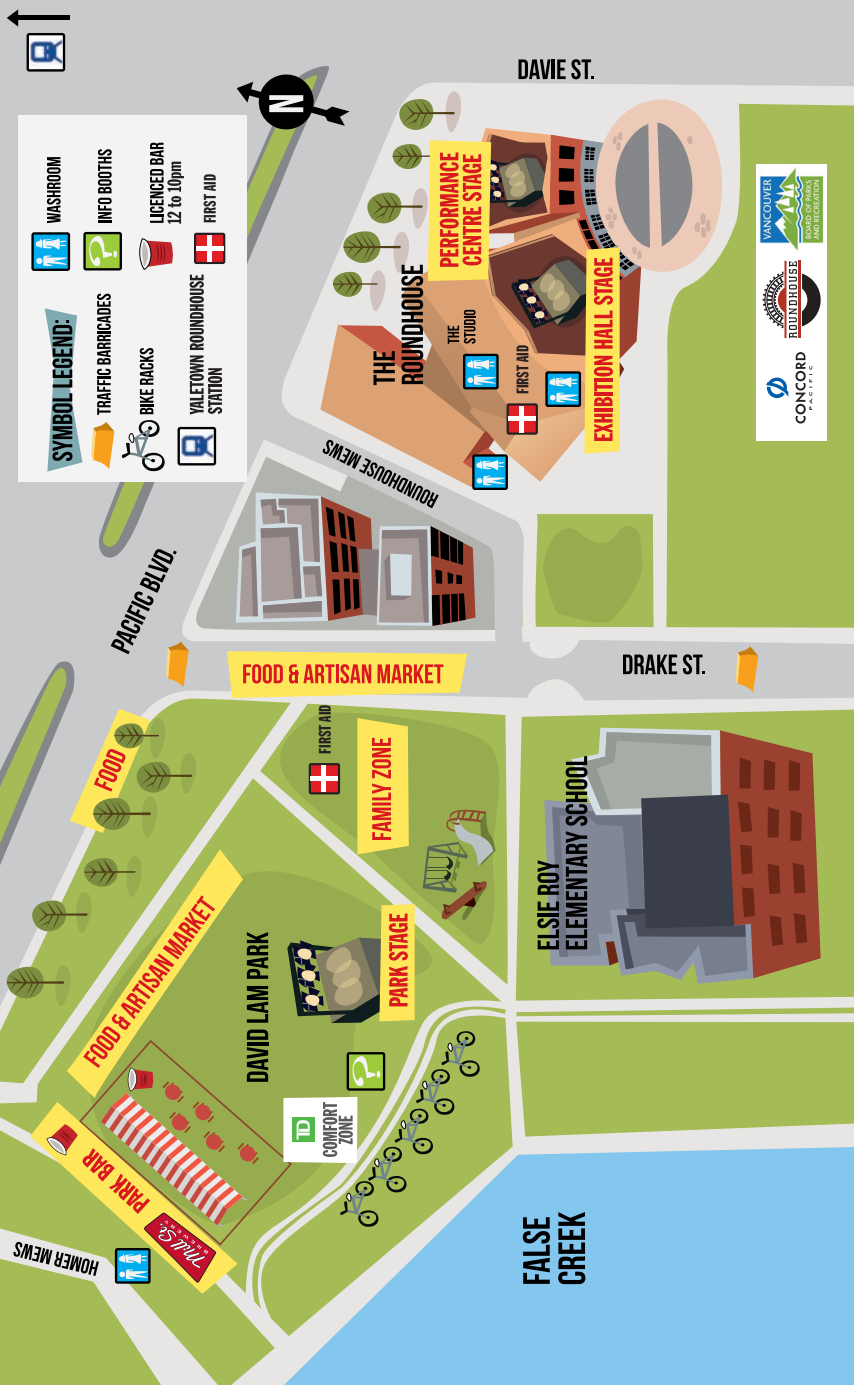 SYMBOL LEGEND:
TRAFFIC BARRICADES
BIKE RACKS
YALETOWN ROUNDHOUSE
STATION
WASHROOM
INFO BOOTHS
LICENCED BAR
12 to 10pm
FIRST AID
N
HOMER MEWS
PARK BAR
Mill St.
BREWERY
FOOD & ARTISAN MARKET
FOOD
PACIFIC BLVD.
DAVID LAM PARK
TD
COMFORT
ZONE
PARK STAGE
FAMILY ZONE
FIRST AID
FOOD & ARTISAN MARKET
ROUNDHOUSE MEWS
THE
ROUNDHOUSE
THE
STUDIO
FIRST AID
PERFORMANCE
CENTRE STAGE
EXHIBITION HALL STAGE
DAVIE ST.
FALSE
CREEK
ELSIE ROY
ELEMENTARY SCHOOL
DRAKE ST.
CONCORD
PACIFIC
ROUNDHOUSE
VANCOUVER
BOARD OF PARKS
AND RECREATION